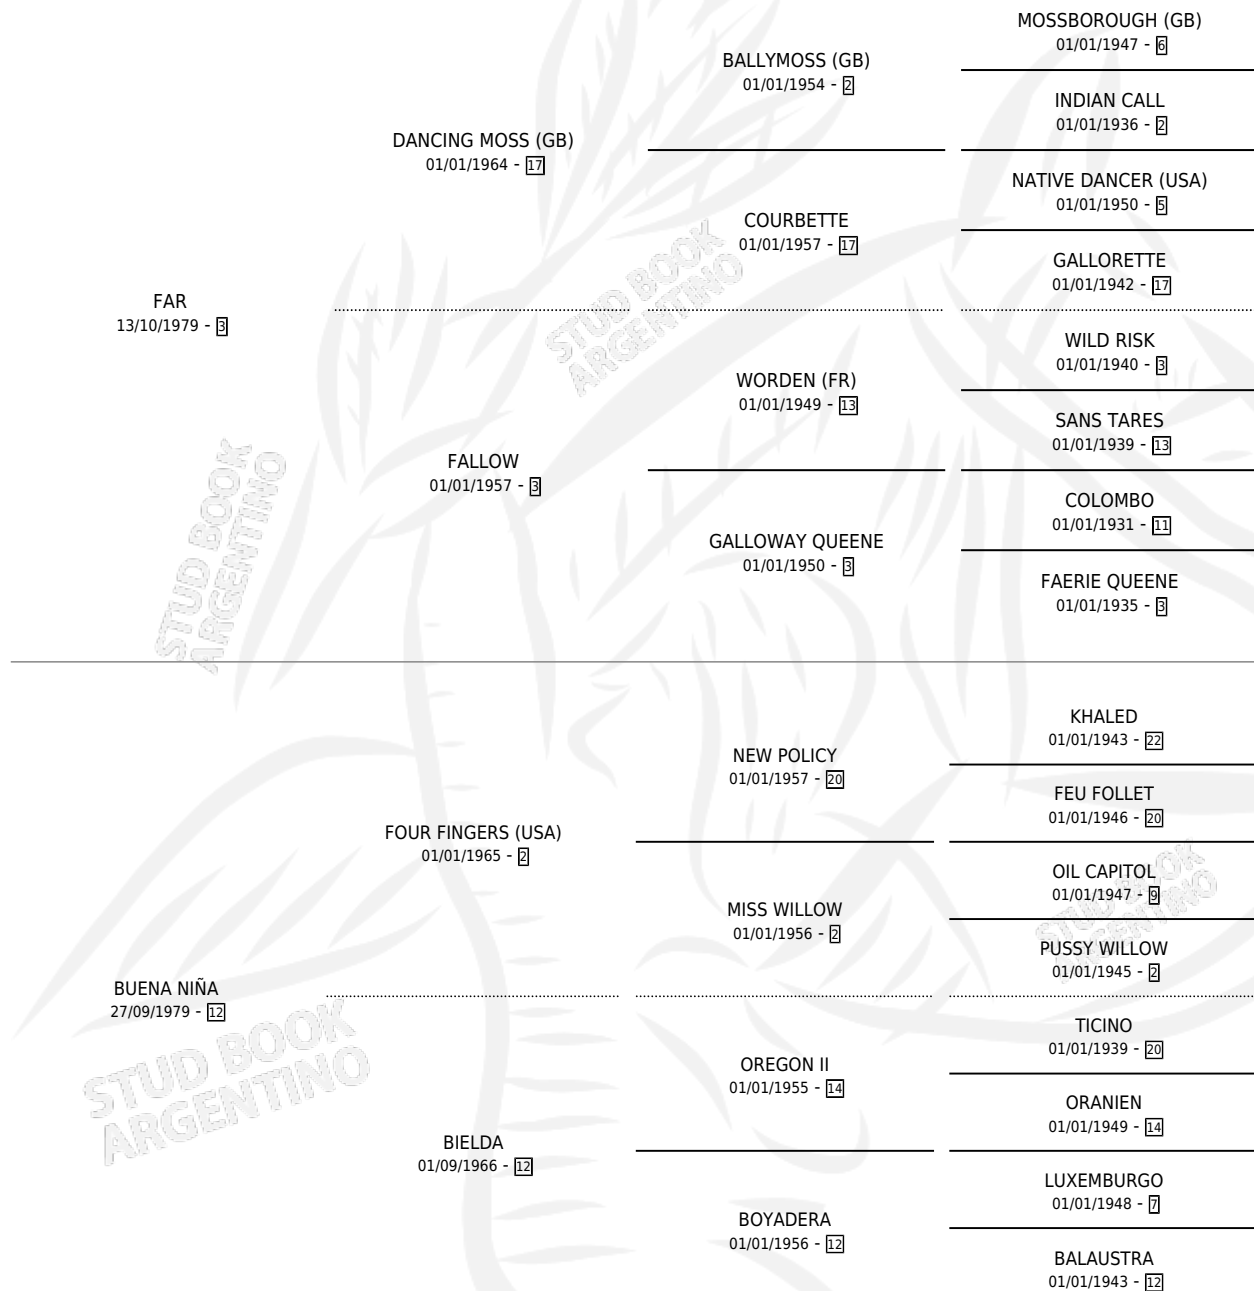 MOSSBOROUGH (GB)
01/01/1947 - 6
BALLYMOSS (GB)
01/01/1954 - 2
INDIAN CALL
01/01/1936 - 2
DANCING MOSS (GB)
01/01/1964 - 17
NATIVE DANCER (USA)
01/01/1950 - 5
COURBETTE
01/01/1957 - 17
GALLORETTE
01/01/1942 - 17
FAR
13/10/1979 - 3
WILD RISK
01/01/1940 - 3
WORDEN (FR)
01/01/1949 - 13
SANS TARES
01/01/1939 - 13
FALLOW
01/01/1957 - 3
COLOMBO
01/01/1931 - 11
GALLOWAY QUEENE
01/01/1950 - 3
FAERIE QUEENE
01/01/1935 - 3
KHALED
01/01/1943 - 22
NEW POLICY
01/01/1957 - 20
FEU FOLLET
01/01/1946 - 20
FOUR FINGERS (USA)
01/01/1965 - 2
OIL CAPITOL
01/01/1947 - 9
MISS WILLOW
01/01/1956 - 2
PUSSY WILLOW
01/01/1945 - 2
BUENA NIÑA
27/09/1979 - 12
TICINO
01/01/1939 - 20
OREGON II
01/01/1955 - 14
ORANIEN
01/01/1949 - 14
BIELDA
01/09/1966 - 12
LUXEMBURGO
01/01/1948 - 7
BOYADERA
01/01/1956 - 12
BALAUSTRA
01/01/1943 - 12
STUD BOOK
ARGENTINO
STUD BOOK
ARGENTINO
STUD BOOK
ARGENTINO
STUD BOOK
ARGENTINO